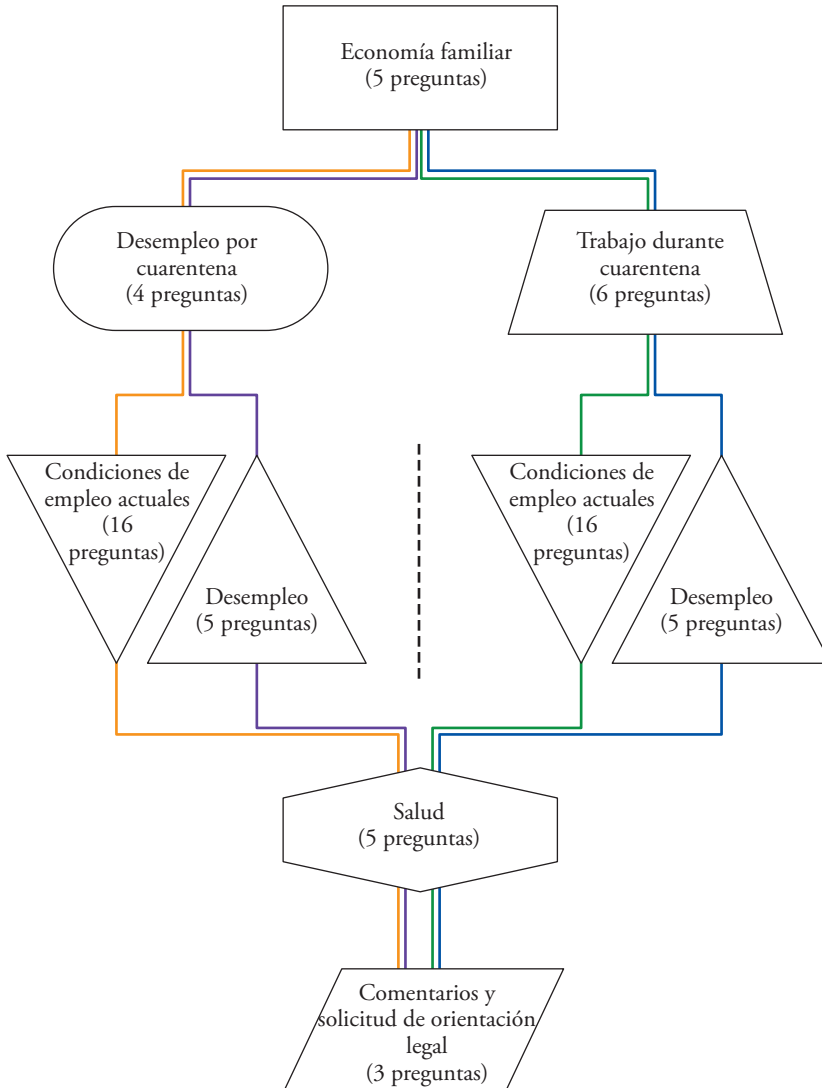 Economía familiar
(5 preguntas)
Desempleo por
cuarentena
(4 preguntas)
Trabajo durante
cuarentena
(6 preguntas)
Condiciones de
empleo actuales
(16
preguntas)
Desempleo
(5 preguntas)
Condiciones de
empleo actuales
(16
preguntas)
Desempleo
(5 preguntas)
Salud
(5 preguntas)
Comentarios y
solicitud de orientación
legal
(3 preguntas)